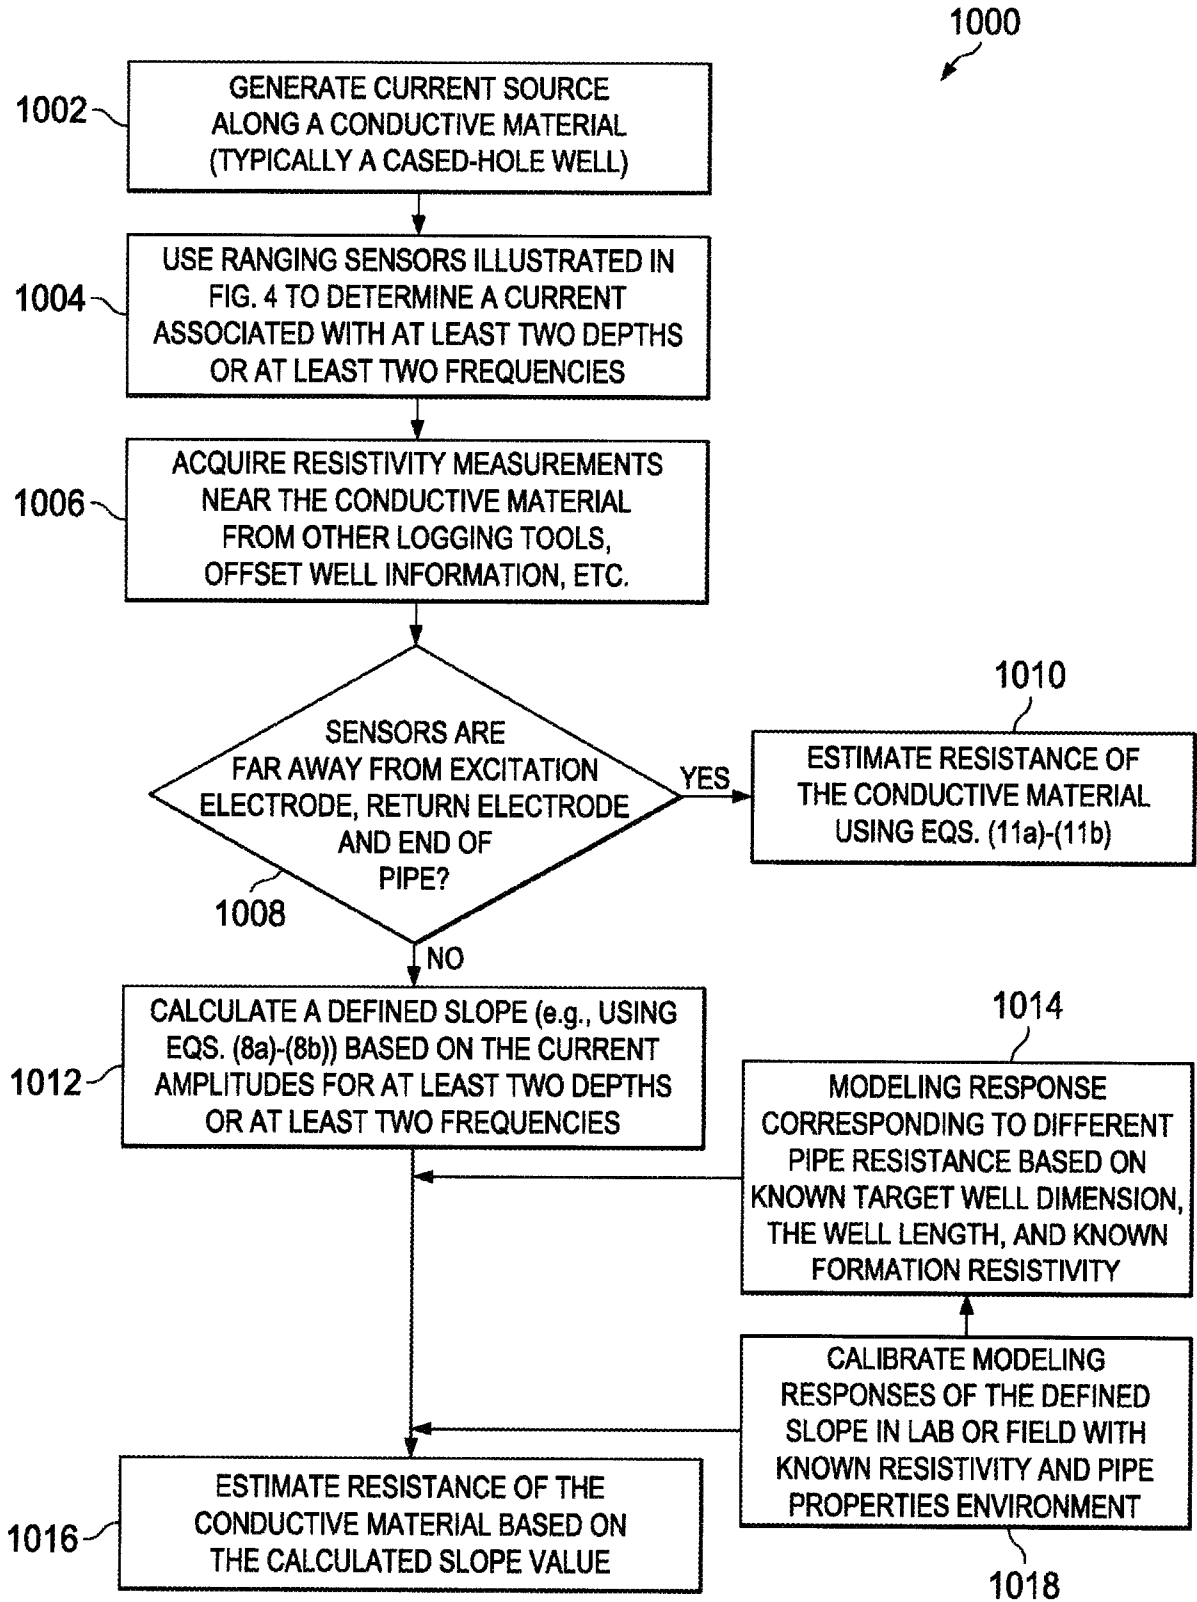 1000
1002
GENERATE CURRENT SOURCE
ALONG A CONDUCTIVE MATERIAL
(TYPICALLY A CASED-HOLE WELL)
1004
USE RANGING SENSORS ILLUSTRATED IN
FIG. 4 TO DETERMINE A CURRENT
ASSOCIATED WITH AT LEAST TWO DEPTHS
OR AT LEAST TWO FREQUENCIES
1006
ACQUIRE RESISTIVITY MEASUREMENTS
NEAR THE CONDUCTIVE MATERIAL
FROM OTHER LOGGING TOOLS,
OFFSET WELL INFORMATION, ETC.
SENSORS ARE
FAR AWAY FROM EXCITATION
ELECTRODE, RETURN ELECTRODE
AND END OF
PIPE?
1008
YES
1010
ESTIMATE RESISTANCE OF
THE CONDUCTIVE MATERIAL
USING EQS. (11a)-(11b)
NO
1012
CALCULATE A DEFINED SLOPE (e.g., USING
EQS. (8a)-(8b)) BASED ON THE CURRENT
AMPLITUDES FOR AT LEAST TWO DEPTHS
OR AT LEAST TWO FREQUENCIES
1014
MODELING RESPONSE
CORRESPONDING TO DIFFERENT
PIPE RESISTANCE BASED ON
KNOWN TARGET WELL DIMENSION,
THE WELL LENGTH, AND KNOWN
FORMATION RESISTIVITY
CALIBRATE MODELING
RESPONSES OF THE DEFINED
SLOPE IN LAB OR FIELD WITH
KNOWN RESISTIVITY AND PIPE
PROPERTIES ENVIRONMENT
1018
1016
ESTIMATE RESISTANCE OF THE
CONDUCTIVE MATERIAL BASED ON
THE CALCULATED SLOPE VALUE